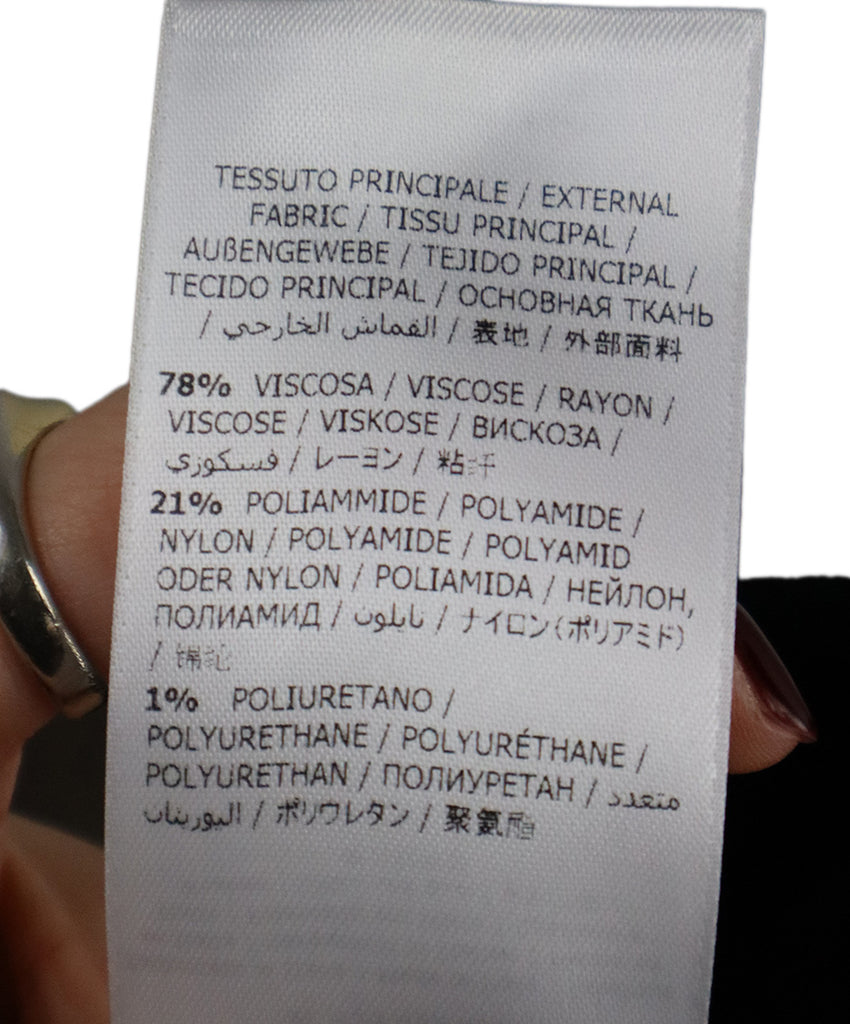 TESSUTO PRINCIPALE / EXTERNAL
FABRIC / TISSU PRINCIPAL /
AUßENGEWEBE / TEJIDO PRINCIPAL /
TECIDO PRINCIPAL / ОСНОВНАЯ ТКАНЬ
/ القماش الخارجي / 表地 / 外部面料
78% VISCOSA / VISCOSE / RAYON /
VISCOSE / VISKOSE / ВИСКОЗА /
فسكوزي / レーヨン / 粘纤
21% POLIAMMIDE / POLYAMIDE /
NYLON / POLYAMIDE / POLYAMID
ODER NYLON / POLIAMIDA / НЕЙЛОН,
ПОЛИАМИД / نايلون / ナイロン(ポリアミド)
/ 锦纶
1% POLIURETANO /
POLYURETHANE / POLYURÉTHANE /
POLYURETHAN / ПОЛИУРЕТАН / متعدد
اليوريثان / ポリウレタン / 聚氨酯